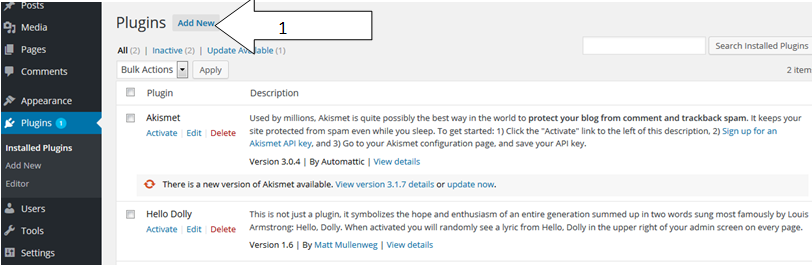 Posts
Media
Pages
Comments
Appearance
Plugins 1
Installed Plugins
Add New
Editor
Users
Tools
Settings
Plugins Add New
1
All (2) | Inactive (2) | Update Available (1)
Search Installed Plugins
Bulk Actions Apply
2 item
Plugin Description
Akismet
Activate | Edit | Delete
Used by millions, Akismet is quite possibly the best way in the world to protect your blog from comment and trackback spam. It keeps your
site protected from spam even while you sleep. To get started: 1) Click the "Activate" link to the left of this description, 2) Sign up for an
Akismet API key, and 3) Go to your Akismet configuration page, and save your API key.
Version 3.0.4 | By Automattic | View details
There is a new version of Akismet available. View version 3.1.7 details or update now.
Hello Dolly
Activate | Edit | Delete
This is not just a plugin, it symbolizes the hope and enthusiasm of an entire generation summed up in two words sung most famously by Louis
Armstrong: Hello, Dolly. When activated you will randomly see a lyric from Hello, Dolly in the upper right of your admin screen on every page.
Version 1.6 | By Matt Mullenweg | View details